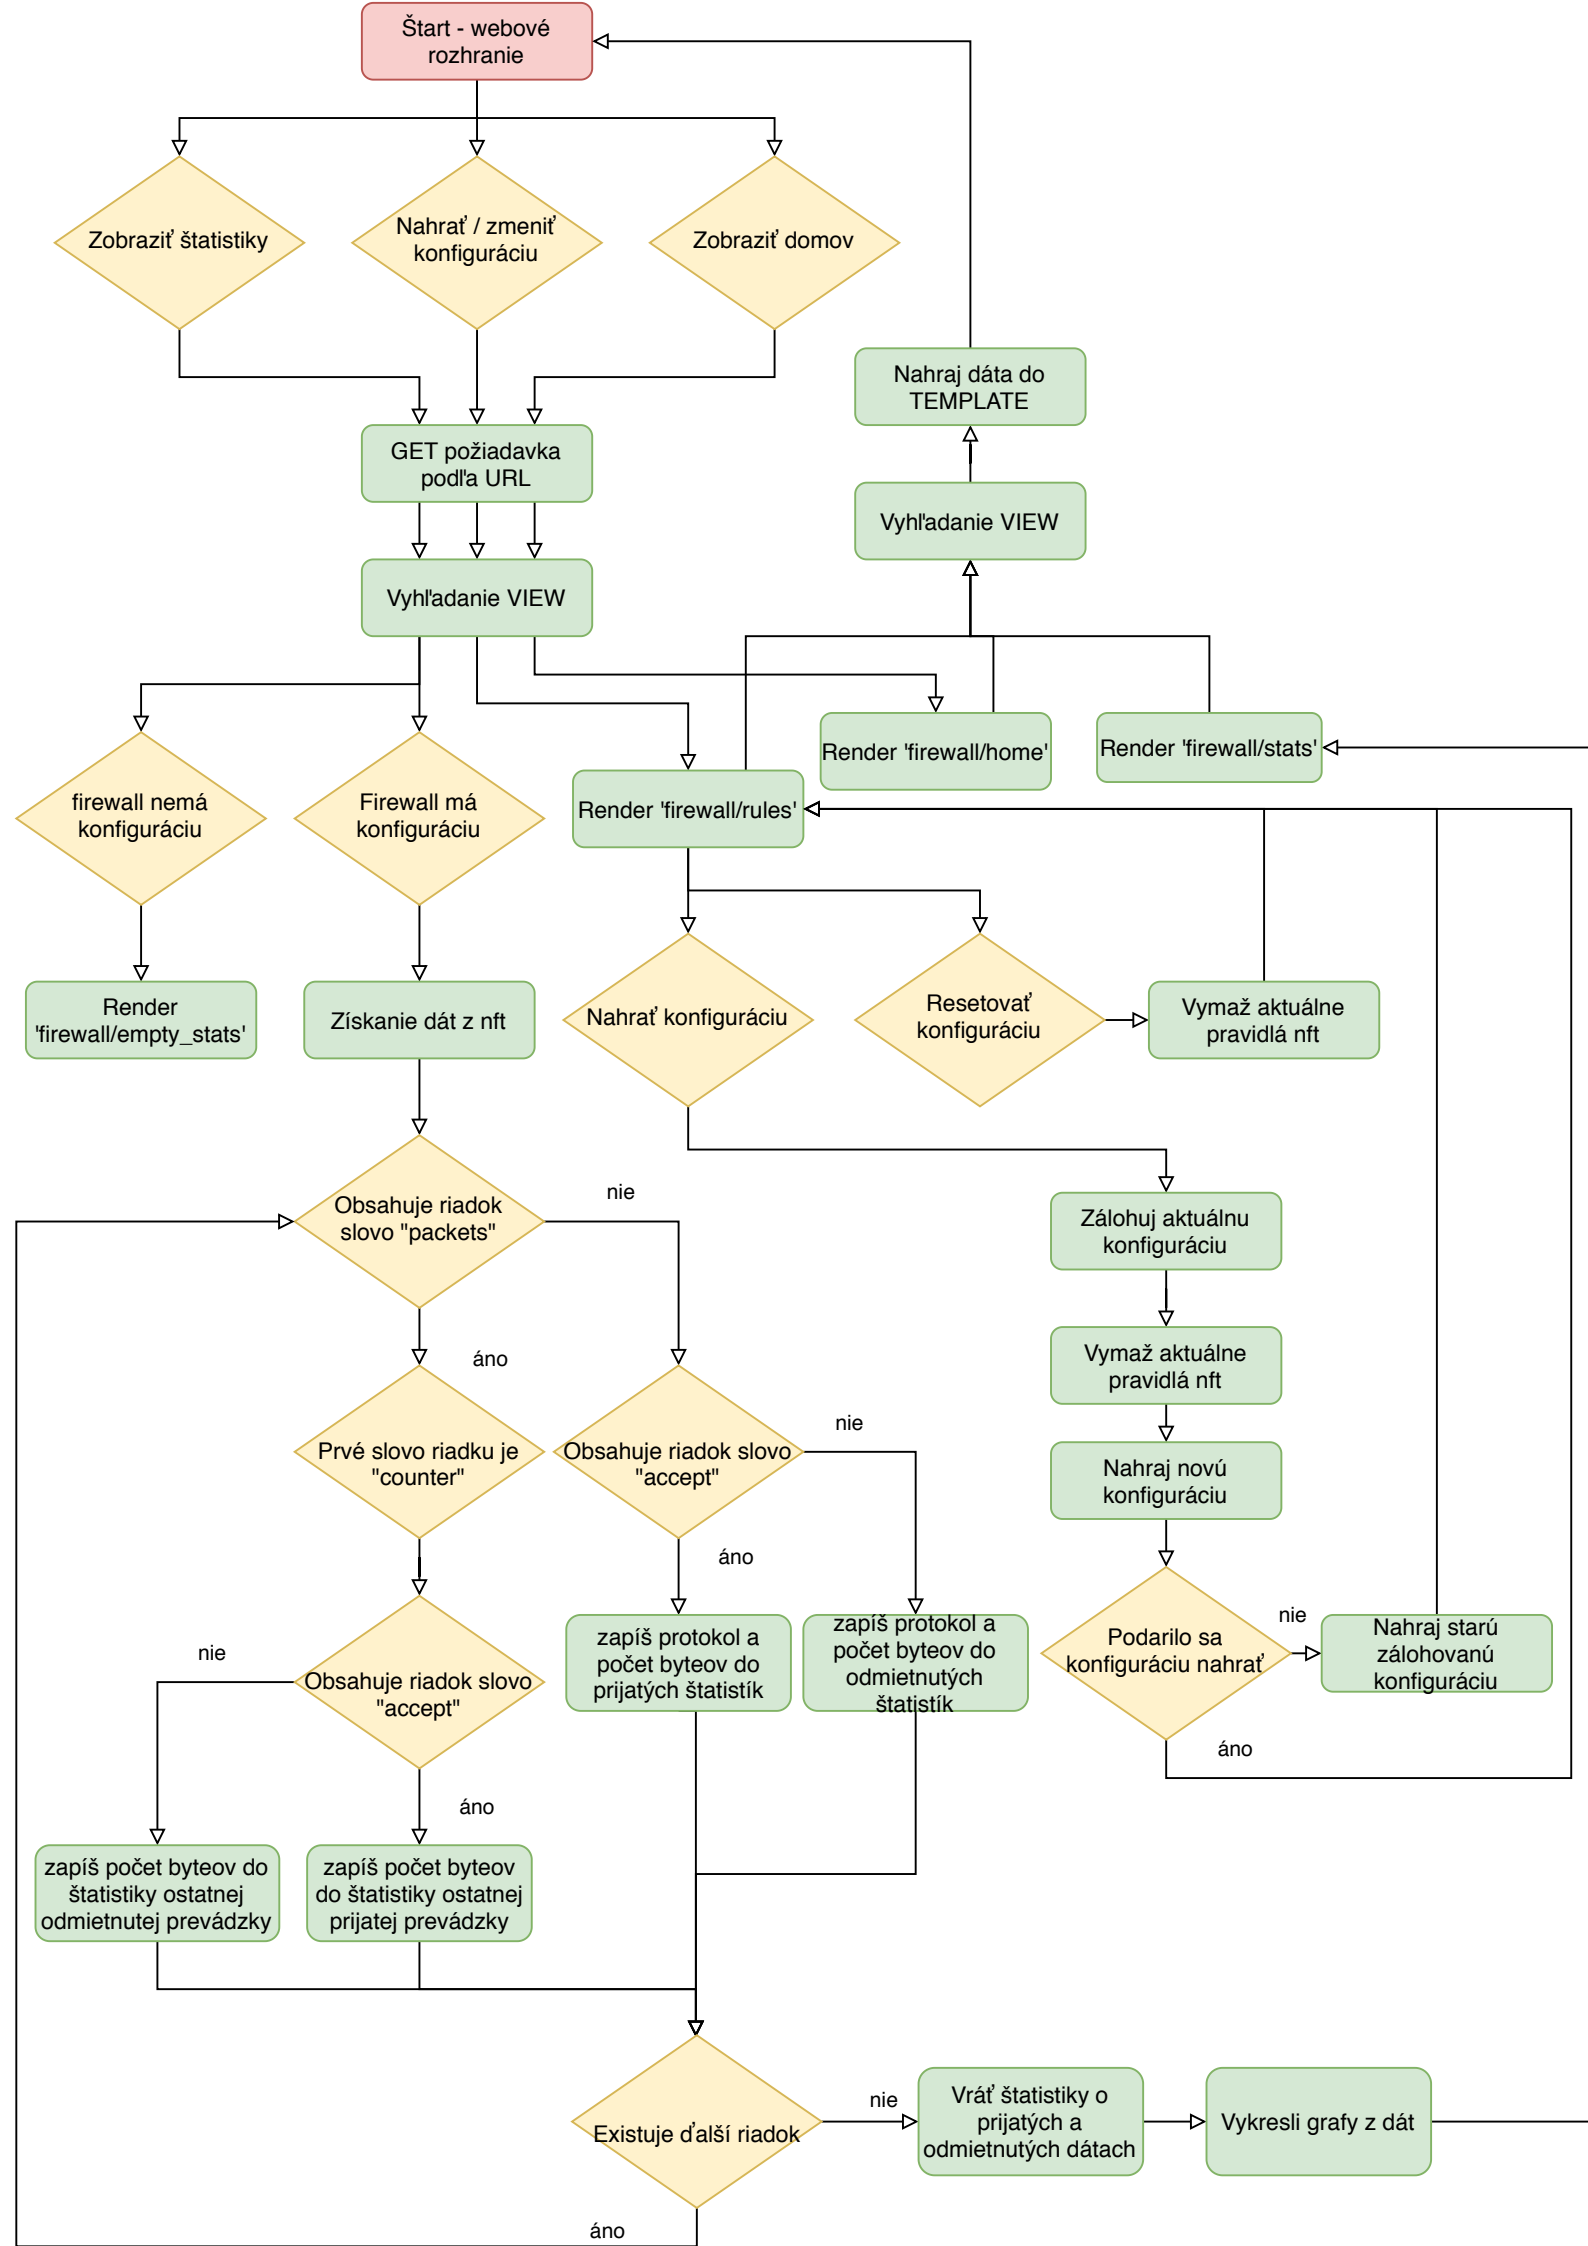 Štart - webové
rozhranie
Zobraziť štatistiky
Nahrať / zmeniť
konfiguráciu
Zobraziť domov
Nahraj dáta do
TEMPLATE
GET požiadavka
podľa URL
Vyhľadanie VIEW
Vyhľadanie VIEW
Render 'firewall/home'
Render 'firewall/stats'
firewall nemá
konfiguráciu
Firewall má
konfiguráciu
Render 'firewall/rules'
Render
'firewall/empty_stats'
Získanie dát z nft
Nahrať konfiguráciu
Resetovať
konfiguráciu
Vymaž aktuálne
pravidlá nft
Obsahuje riadok
slovo "packets"
nie
Zálohuj aktuálnu
konfiguráciu
áno
Vymaž aktuálne
pravidlá nft
Prvé slovo riadku je
"counter"
Obsahuje riadok slovo
"accept"
nie
Nahraj novú
konfiguráciu
áno
nie
Obsahuje riadok slovo
"accept"
zapíš protokol a
počet byteov do
prijatých štatistík
zapíš protokol a
počet byteov do
odmietnutých
štatistík
Podarilo sa
konfiguráciu nahrať
nie
Nahraj starú
zálohovanú
konfiguráciu
áno
áno
zapíš počet byteov do
štatistiky ostatnej
odmietnutej prevádzky
zapíš počet byteov
do štatistiky ostatnej
prijatej prevádzky
Existuje ďalší riadok
nie
Vráť štatistiky o
prijatých a
odmietnutých dátach
Vykresli grafy z dát
áno